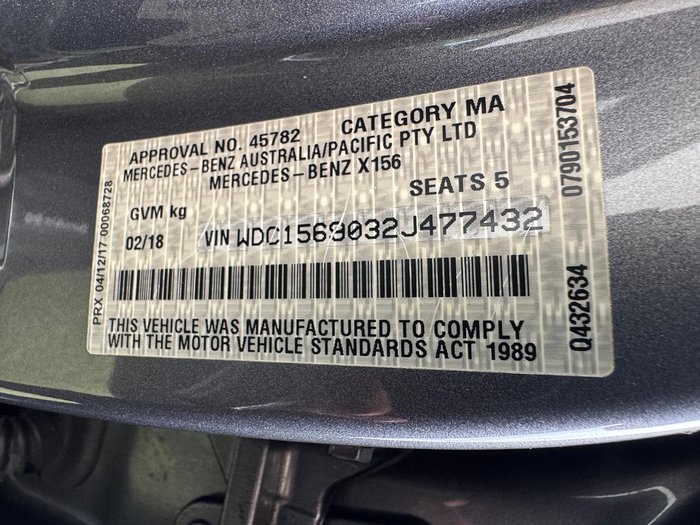 APPROVAL NO. 45782 CATEGORY MA
MERCEDES-BENZ AUSTRALIA/PACIFIC PTY LTD
MERCEDES-BENZ X156
GVM kg SEATS 5
02/18 VIN WDC1569032J477432
THIS VEHICLE WAS MANUFACTURED TO COMPLY
WITH THE MOTOR VEHICLE STANDARDS ACT 1989
PRX 04/12/17 00068728
Q432634 0790153704